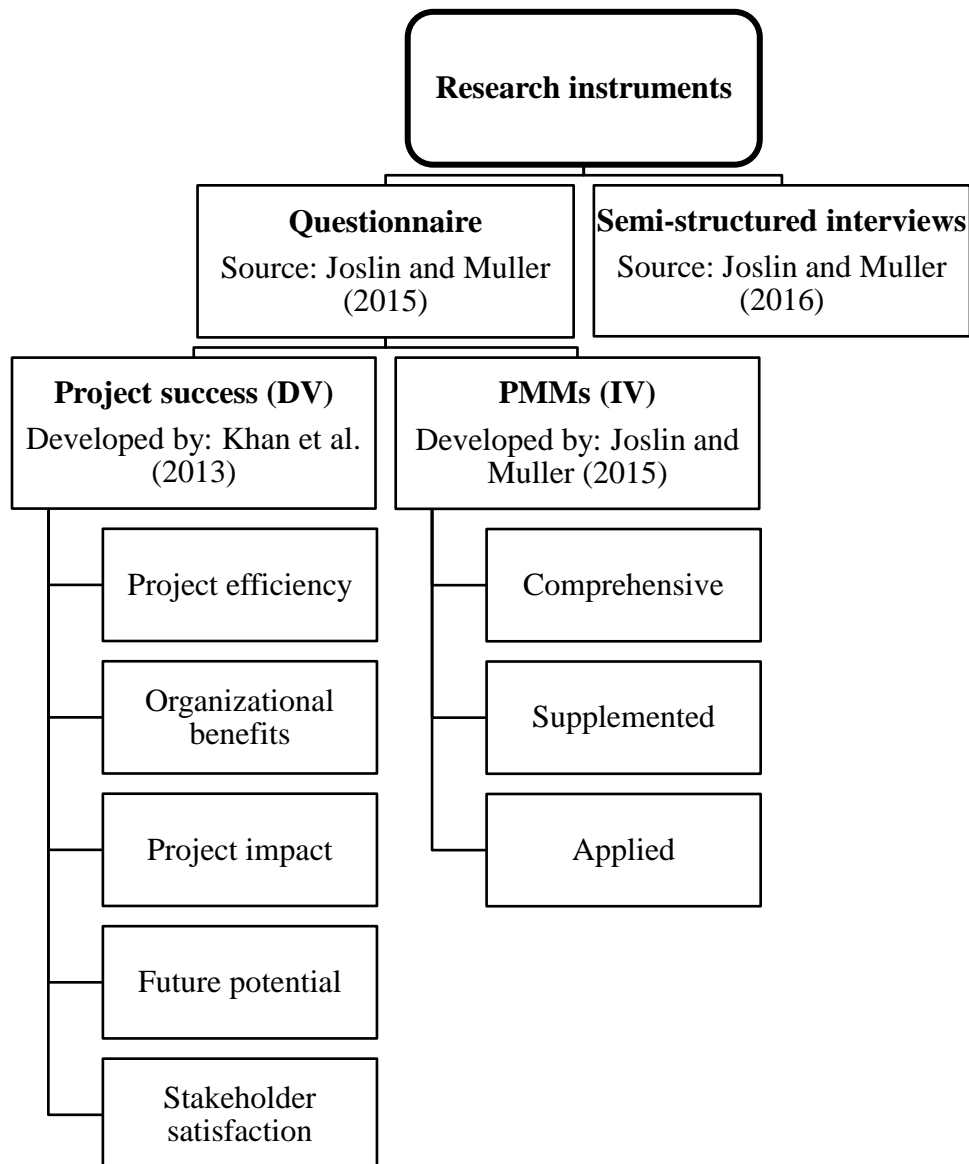 Research instruments
Questionnaire
Source: Joslin and Muller
(2015)
Semi-structured interviews
Source: Joslin and Muller
(2016)
Project success (DV)
Developed by: Khan et al.
(2013)
PMMs (IV)
Developed by: Joslin and
Muller (2015)
Project efficiency
Organizational
benefits
Project impact
Future potential
Stakeholder
satisfaction
Comprehensive
Supplemented
Applied